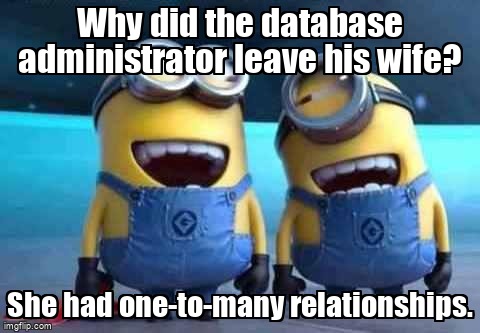 Why did the database
administrator leave his wife?
She had one-to-many relationships.
imgflip.com